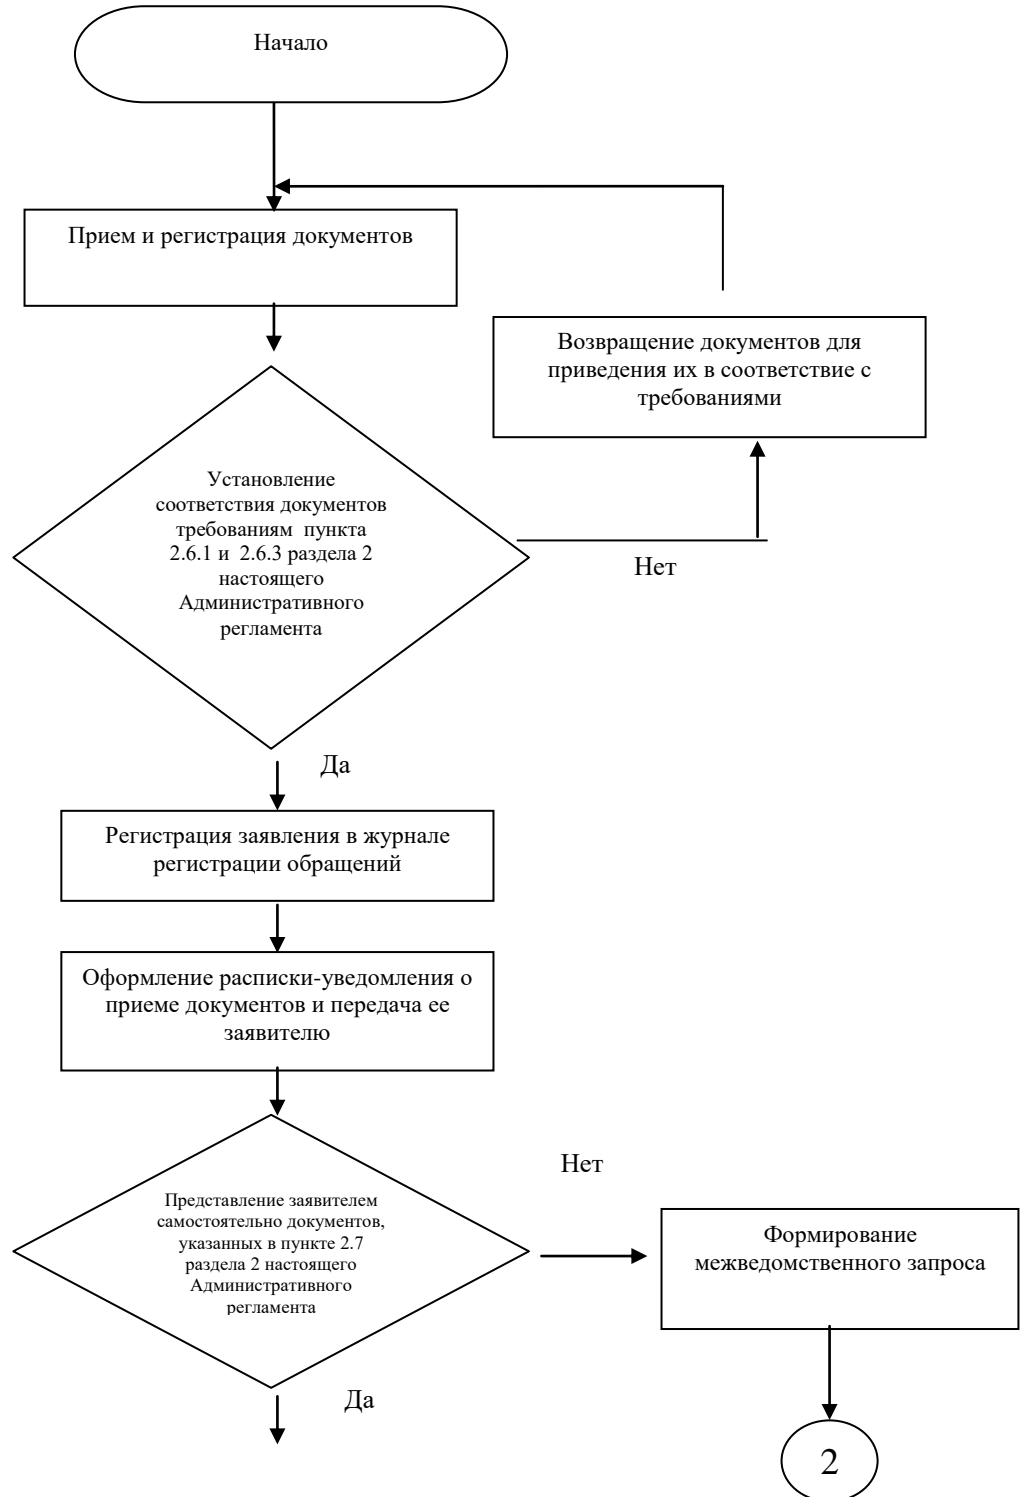 Начало
Прием и регистрация документов
Возвращение документов для
приведения их в соответствие с
требованиями
Установление
соответствия документов
требованиям пункта
2.6.1 и 2.6.3 раздела 2
настоящего
Административного
регламента
Нет
Да
Регистрация заявления в журнале
регистрации обращений
Оформление расписки-уведомления о
приеме документов и передача ее
заявителю
Нет
Представление заявителем
самостоятельно документов,
указанных в пункте 2.7
раздела 2 настоящего
Административного
регламента
Формирование
межведомственного запроса
Да
2